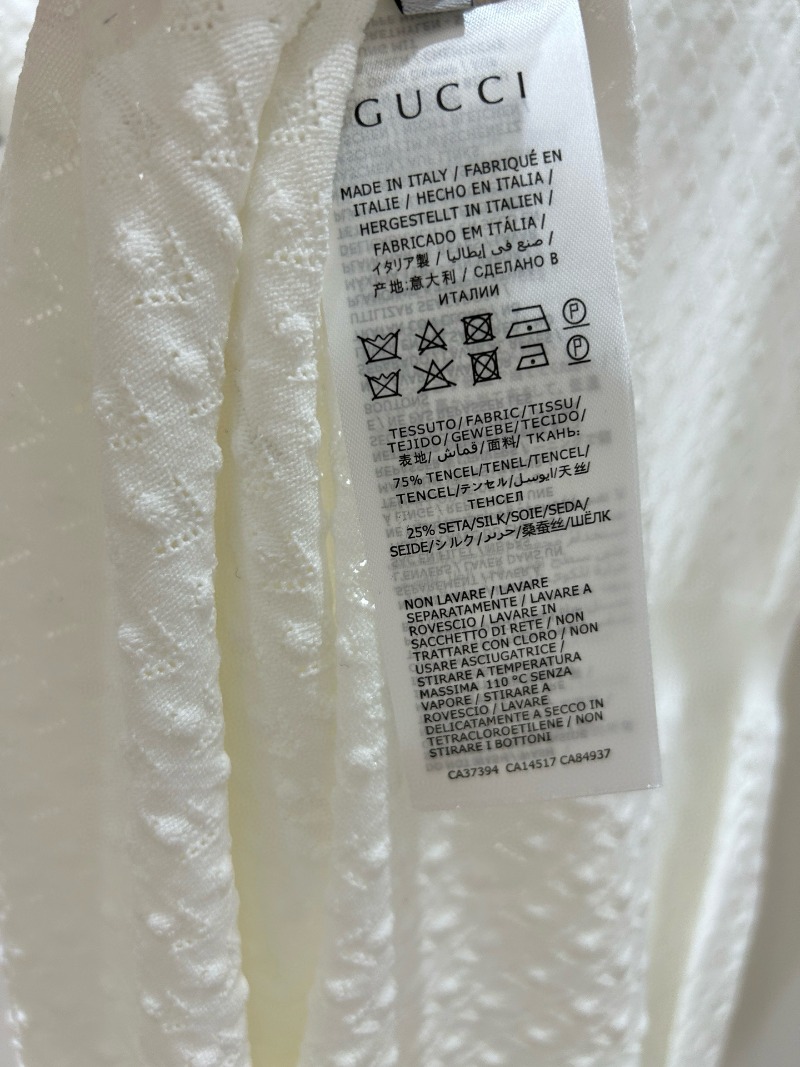 GUCCI
MADE IN ITALY / FABRIQUÉ EN
ITALIE / HECHO EN ITALIA /
HERGESTELLT IN ITALIEN /
FABRICADO EM ITÁLIA /
イタリア製 / صنع في إيطاليا /
产地:意大利 / СДЕЛАНО В
ИТАЛИИ
P
P
TESSUTO/FABRIC/TISSU/
TEJIDO/GEWEBE/TECIDO/
表地/ قماش/ 面料/ ТКАНЬ:
75% TENCEL/TENEL/TENCEL/
TENCEL/テンセル/ايوسل/天丝/
ТЕНСЕЛ
25% SETA/SILK/SOIE/SEDA/
SEIDE/シルク/حرير/桑蚕丝/ШЁЛК
NON LAVARE / LAVARE
SEPARATAMENTE / LAVARE A
ROVESCIO / LAVARE IN
SACCHETTO DI RETE / NON
TRATTARE CON CLORO / NON
USARE ASCIUGATRICE /
STIRARE A TEMPERATURA
MASSIMA 110 °C SENZA
VAPORE / STIRARE A
ROVESCIO / LAVARE
DELICATAMENTE A SECCO IN
TETRACLOROETILENE / NON
STIRARE I BOTTONI
CA37394 CA14517 CA84937